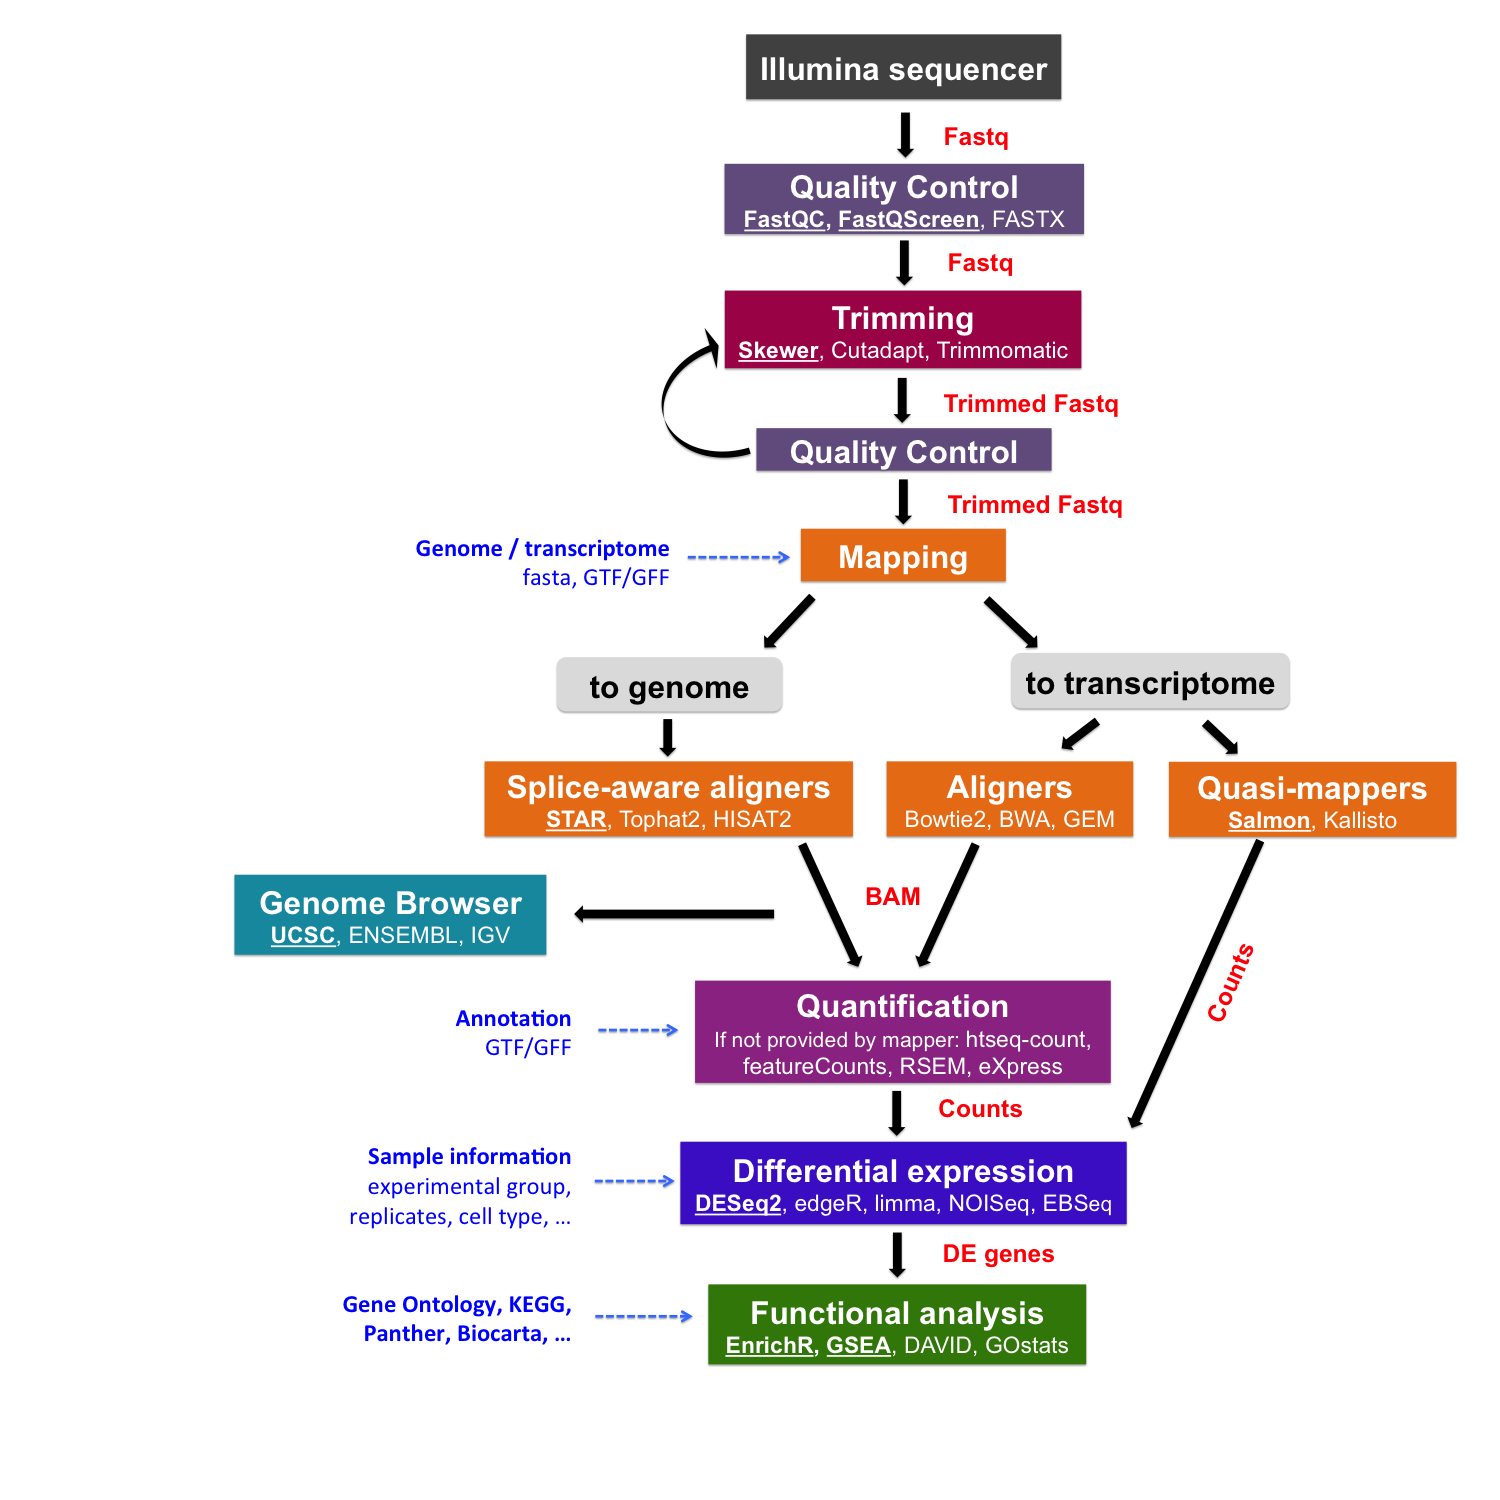 Illumina sequencer
Fastq
Quality Control
FastQC, FastQScreen, FASTX
Fastq
Trimming
Skewer, Cutadapt, Trimmomatic
Trimmed Fastq
Quality Control
Trimmed Fastq
Genome / transcriptome
fasta, GTF/GFF
Mapping
to genome
to transcriptome
Splice-aware aligners
STAR, Tophat2, HISAT2
Aligners
Bowtie2, BWA, GEM
Quasi-mappers
Salmon, Kallisto
BAM
Genome Browser
UCSC, ENSEMBL, IGV
Counts
Quantification
If not provided by mapper: htseq-count,
featureCounts, RSEM, eXpress
Annotation
GTF/GFF
Counts
Sample information
experimental group,
replicates, cell type, ...
Differential expression
DESeq2, edgeR, limma, NOISeq, EBSeq
DE genes
Gene Ontology, KEGG,
Panther, Biocarta, ...
Functional analysis
EnrichR, GSEA, DAVID, GOstats